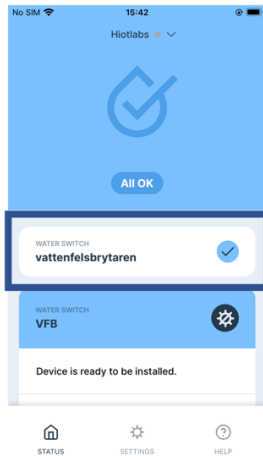 No SIM 15:42
Hiotlabs
All OK
WATER SWITCH
vattenfelsbrytaren
WATER SWITCH
VFB
Device is ready to be installed.
STATUS SETTINGS HELP